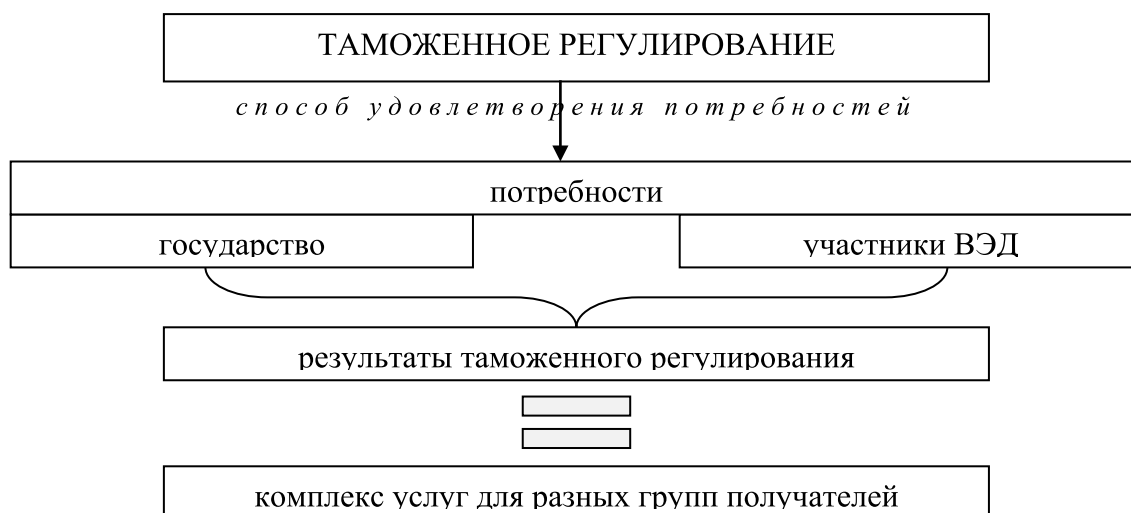 ТАМОЖЕННОЕ РЕГУЛИРОВАНИЕ
способ удовлетворения потребностей
потребности
государство
участники ВЭД
результаты таможенного регулирования
комплекс услуг для разных групп получателей